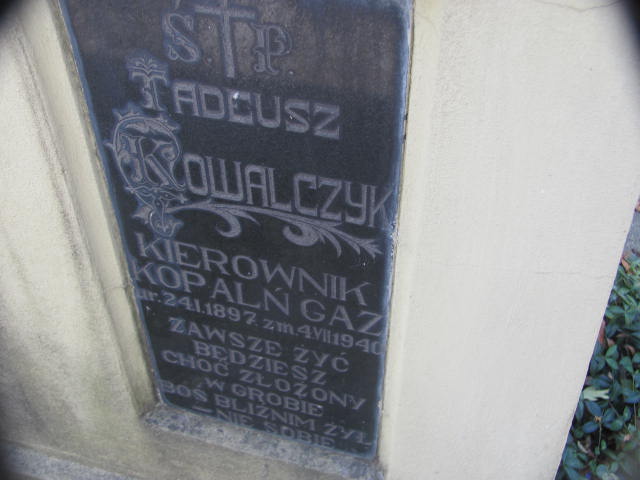 Ś P
TADEUSZ
KOWALCZYK
KIEROWNIK
KOPALŃ GAZ
ur. 24.I.1897. zm 4.VII 1940
ZAWSZE ŻYĆ
BĘDZIESZ
CHOĆ ZŁOŻONY
W GROBIE
BOŚ BLIŹNIM ŻYŁ
— NIE SOBIE